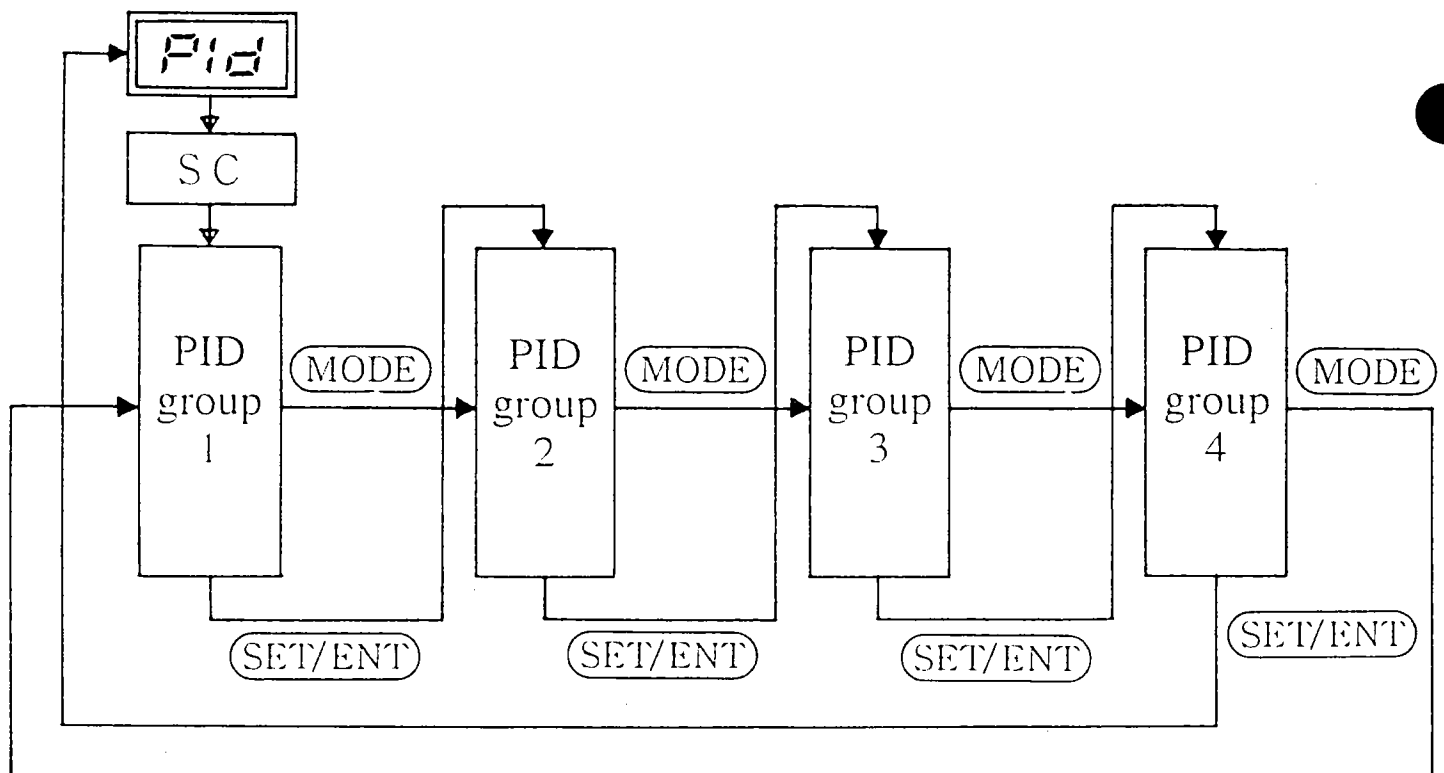 Pid
SC
PID
group
1
MODE
PID
group
2
MODE
PID
group
3
MODE
PID
group
4
MODE
SET/ENT
SET/ENT
SET/ENT
SET/ENT